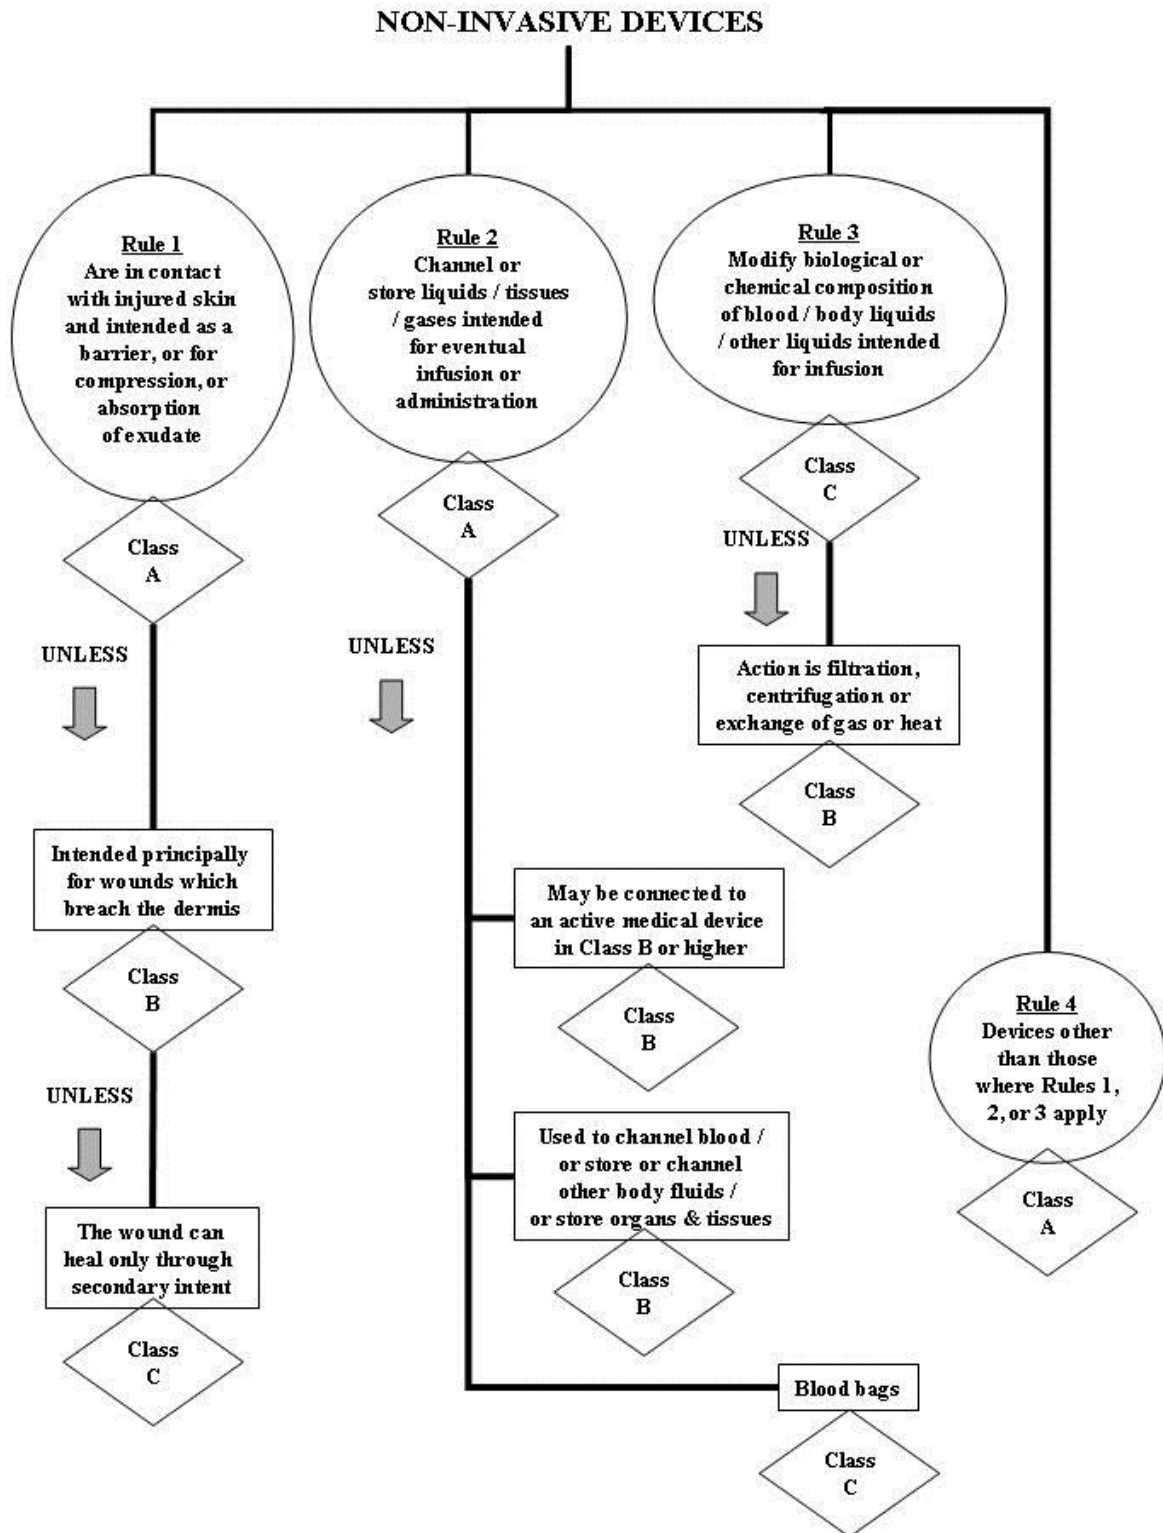 NON-INVASIVE DEVICES
Rule 1
Are in contact
with injured skin
and intended as a
barrier, or for
compression, or
absorption
of exudate
Class
A
UNLESS
Intended principally
for wounds which
breach the dermis
Class
B
UNLESS
The wound can
heal only through
secondary intent
Class
C
Rule 2
Channel or
store liquids / tissues
/ gases intended
for eventual
infusion or
administration
Class
A
UNLESS
May be connected to
an active medical device
in Class B or higher
Class
B
Used to channel blood /
or store or channel
other body fluids /
or store organs & tissues
Class
B
Blood bags
Class
C
Rule 3
Modify biological or
chemical composition
of blood / body liquids
/ other liquids intended
for infusion
Class
C
UNLESS
Action is filtration,
centrifugation or
exchange of gas or heat
Class
B
Rule 4
Devices other
than those
where Rules 1,
2, or 3 apply
Class
A